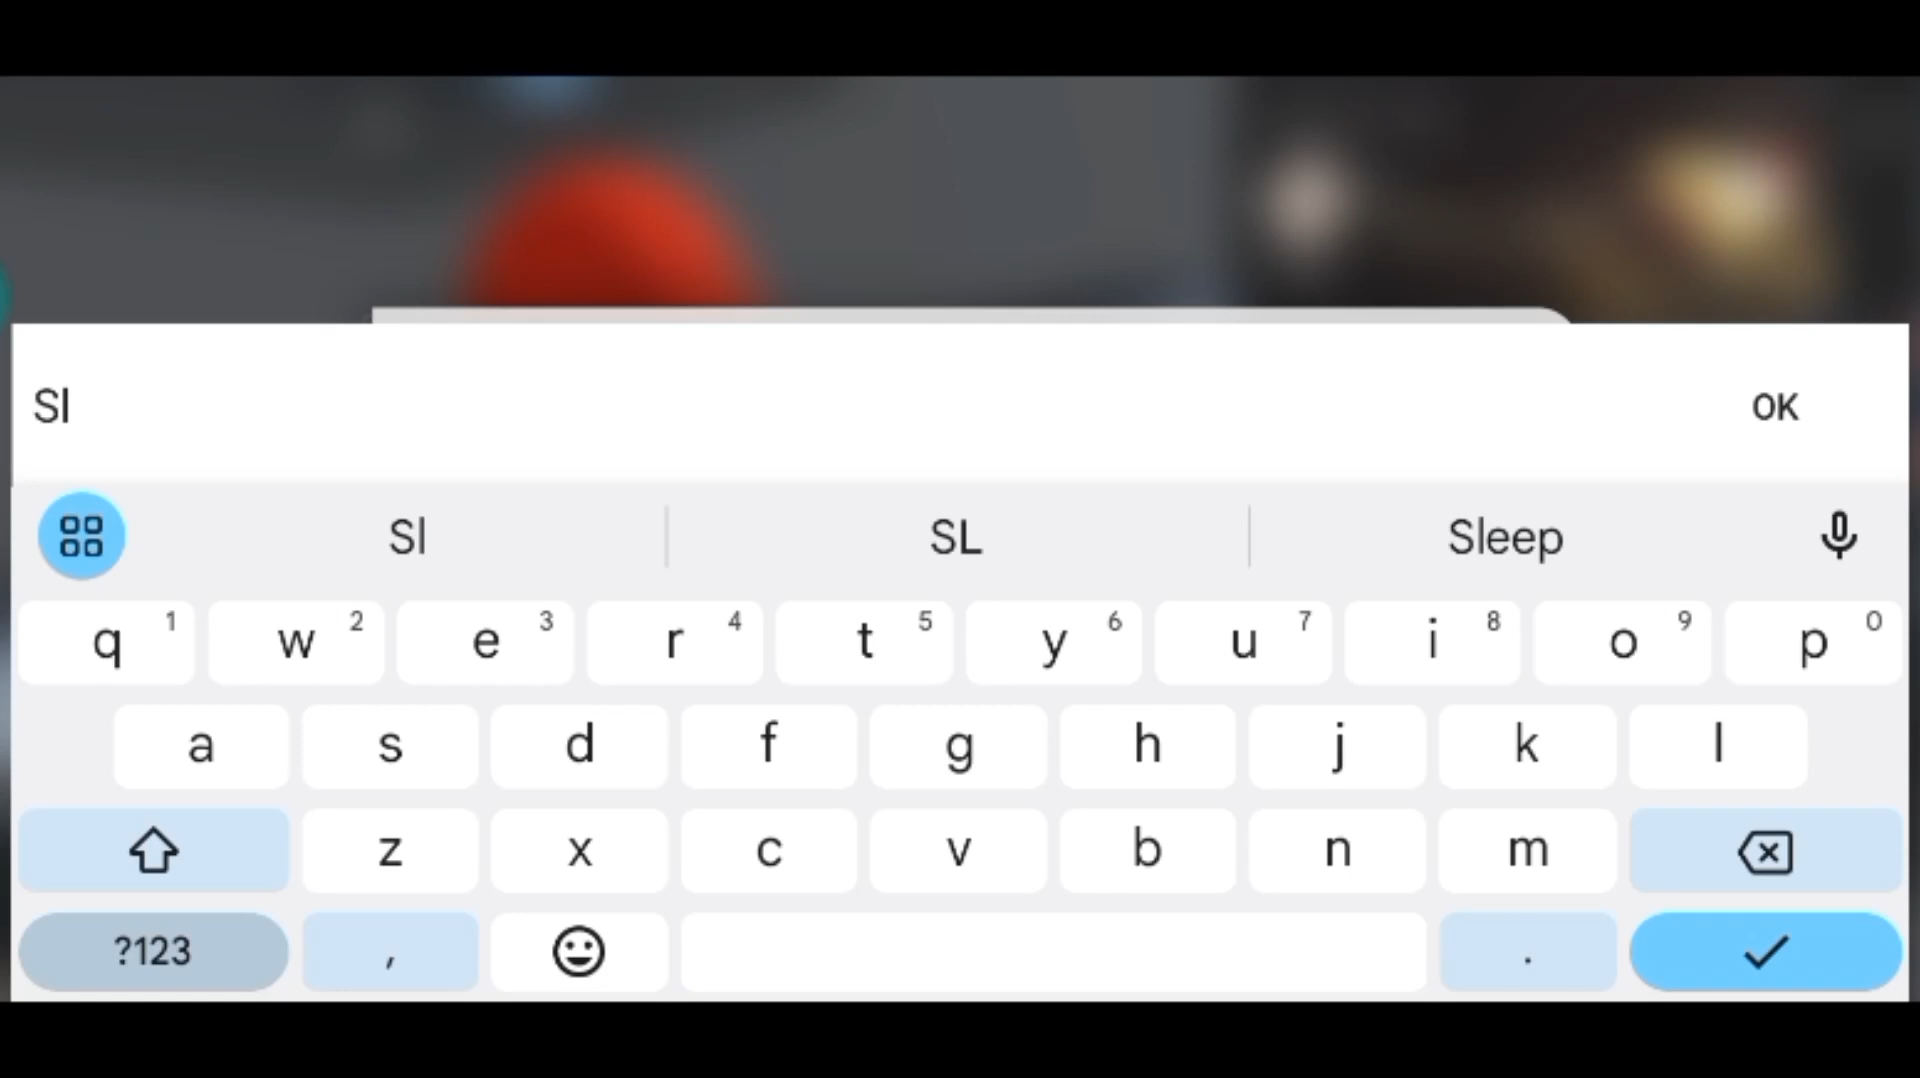 Sl
OK
Sl SL Sleep
q 1 w 2 e 3 r 4 t 5 y 6 u 7 i 8 o 9 p 0
a s d f g h j k l
z x c v b n m
?123 , .